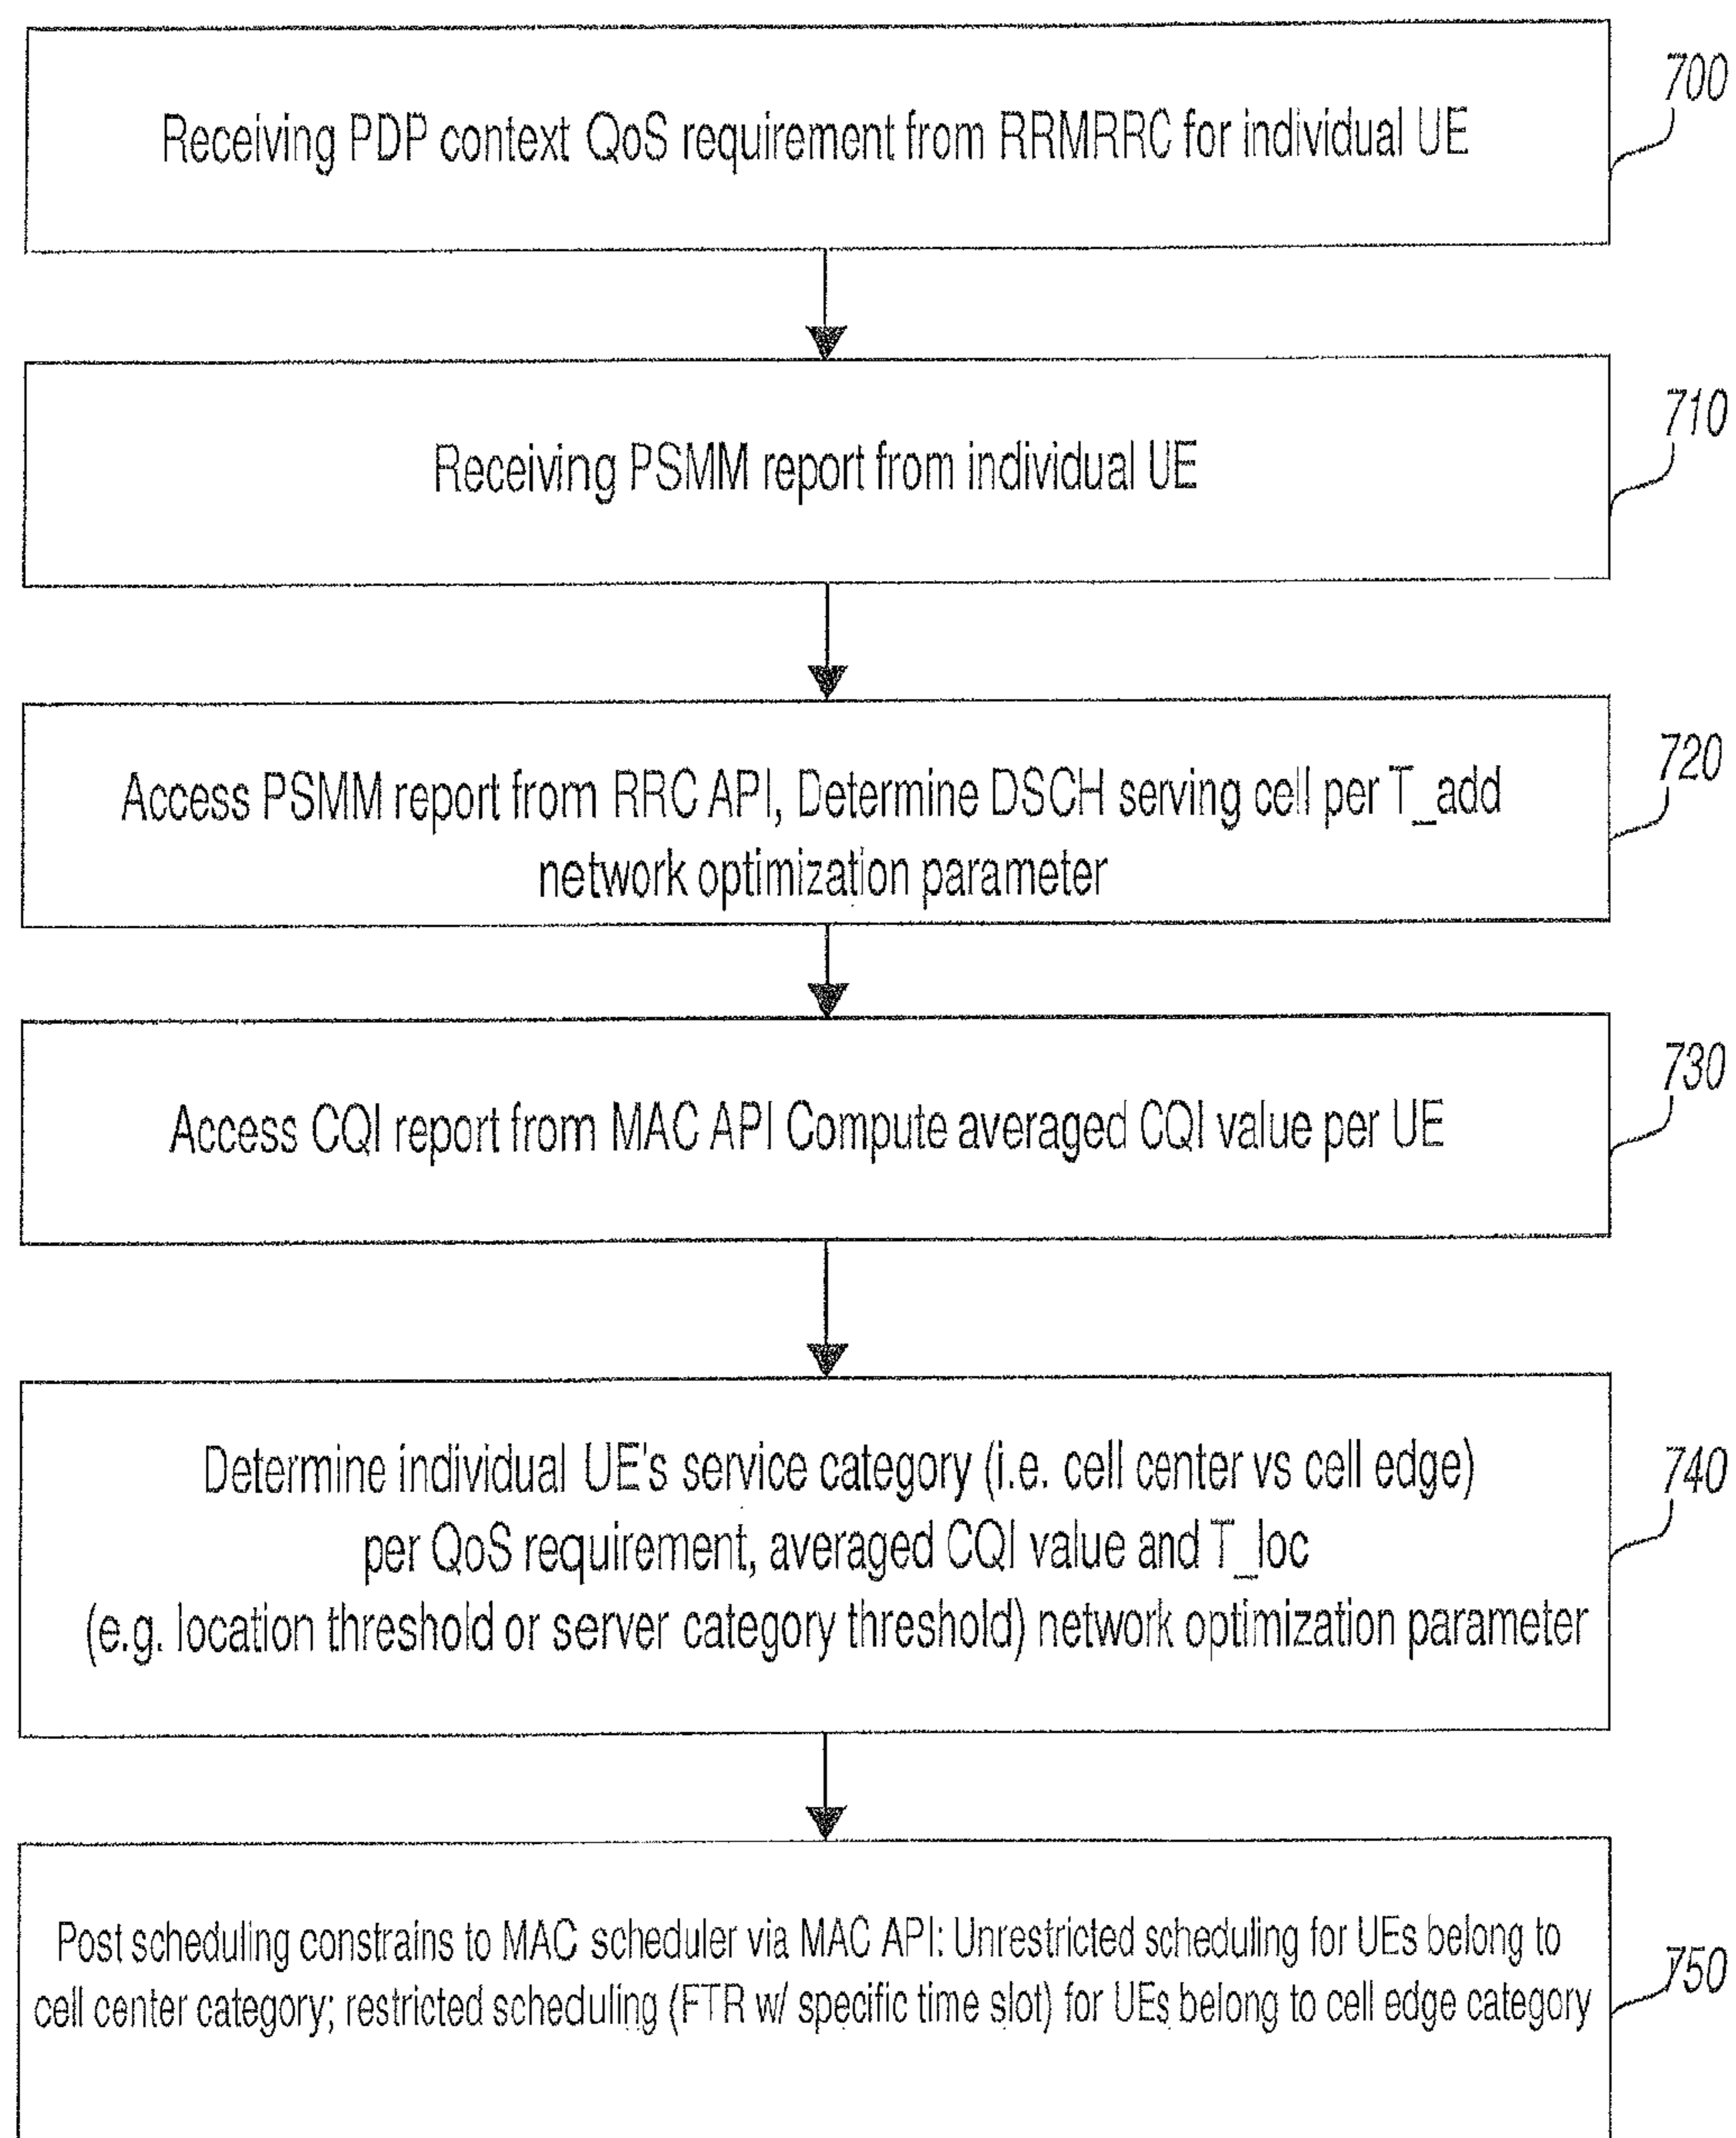 Receiving PDP context QoS requirement from RRMRRC for individual UE
700
Receiving PSMM report from individual UE
710
Access PSMM report from RRC API, Determine DSCH serving cell per T_add
network optimization parameter
720
Access CQI report from MAC API Compute averaged CQI value per UE
730
Determine individual UE's service category (i.e. cell center vs cell edge)
per QoS requirement, averaged CQI value and T_loc
(e.g. location threshold or server category threshold) network optimization parameter
740
Post scheduling constrains to MAC scheduler via MAC API: Unrestricted scheduling for UEs belong to
cell center category; restricted scheduling (FTR w/ specific time slot) for UEs belong to cell edge category
750